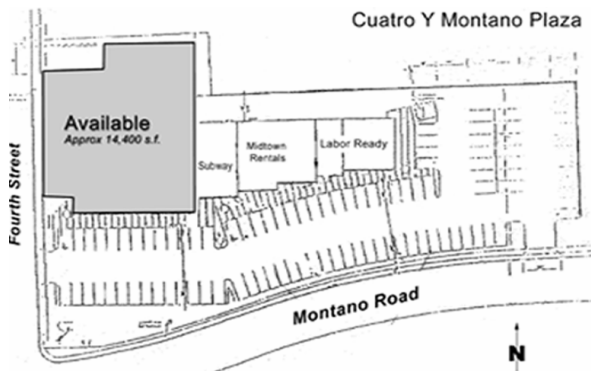 Cuatro Y Montano Plaza
Available
Approx 14,400 s.f.
Subway
Midtown
Rentals
Labor Ready
Fourth Street
Montano Road
N